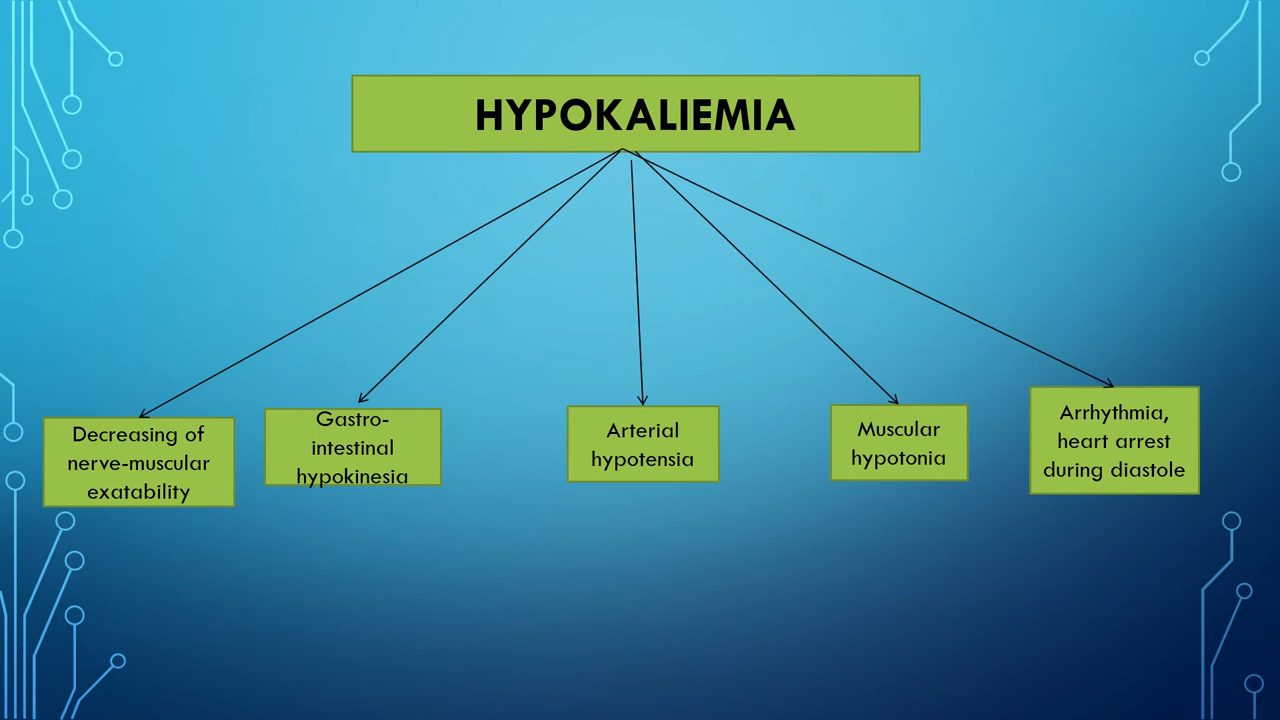 HYPOKALIEMIA
Decreasing of
nerve-muscular
exatability
Gastro-
intestinal
hypokinesia
Arterial
hypotensia
Muscular
hypotonia
Arrhythmia,
heart arrest
during diastole